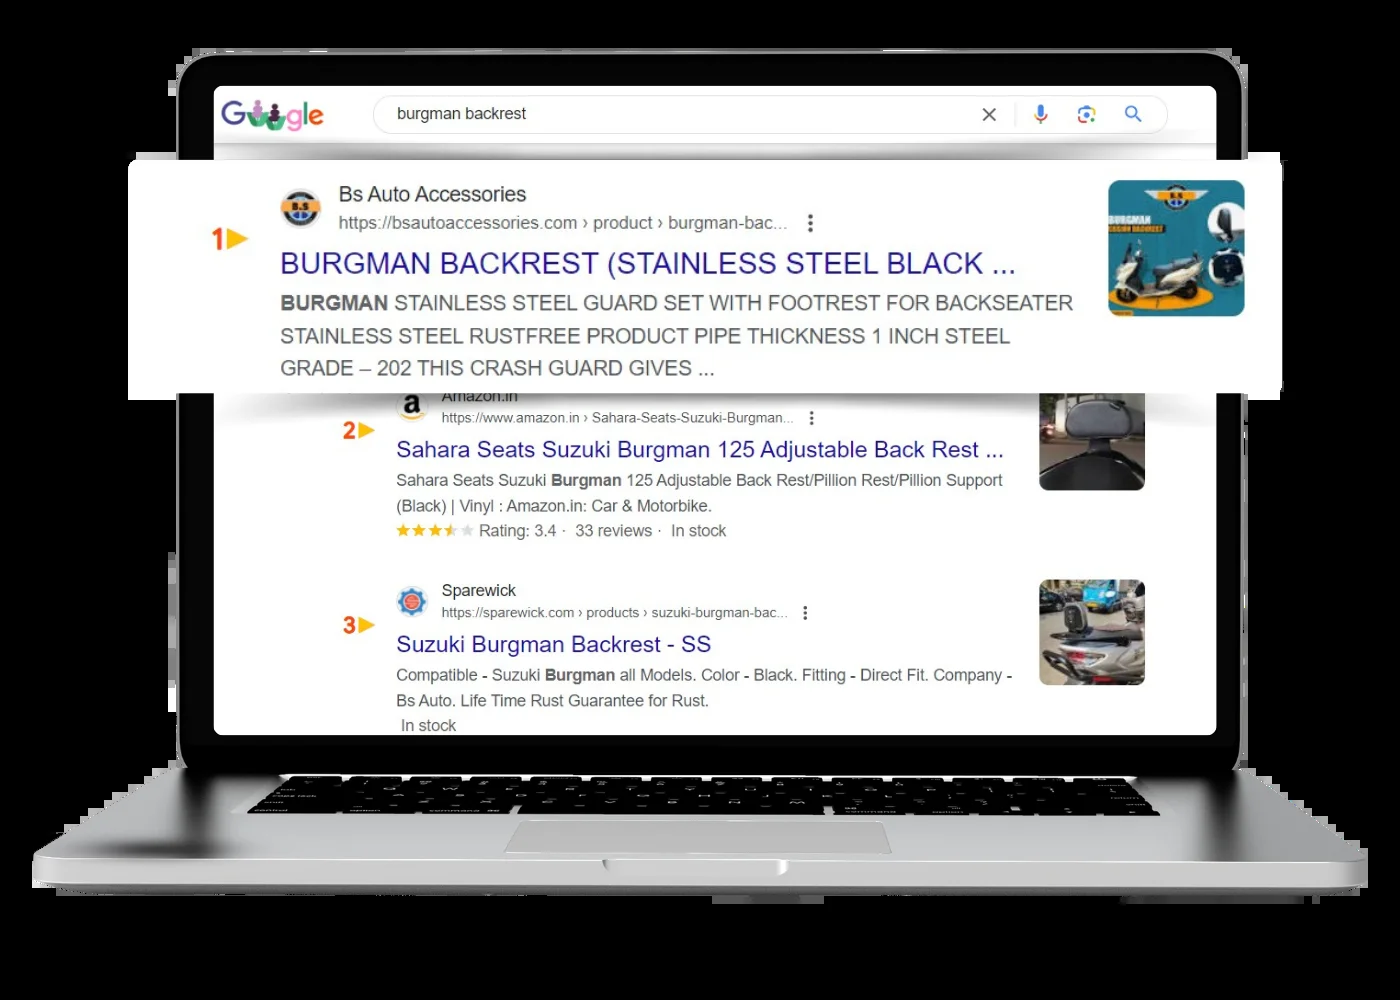 Google
burgman backrest
B.S
Bs Auto Accessories
https://bsautoaccessories.com › product › burgman-bac...
1
BURGMAN BACKREST (STAINLESS STEEL BLACK ...
BURGMAN STAINLESS STEEL GUARD SET WITH FOOTREST FOR BACKSEATER
STAINLESS STEEL RUSTFREE PRODUCT PIPE THICKNESS 1 INCH STEEL
GRADE – 202 THIS CRASH GUARD GIVES ...
BURGMAN
a
Amazon.in
https://www.amazon.in › Sahara-Seats-Suzuki-Burgman...
2
Sahara Seats Suzuki Burgman 125 Adjustable Back Rest ...
Sahara Seats Suzuki Burgman 125 Adjustable Back Rest/Pillion Rest/Pillion Support
(Black) | Vinyl : Amazon.in: Car & Motorbike.
Rating: 3.4 · 33 reviews · In stock
Sparewick
https://sparewick.com › products › suzuki-burgman-bac...
3
Suzuki Burgman Backrest - SS
Compatible - Suzuki Burgman all Models. Color - Black. Fitting - Direct Fit. Company -
Bs Auto. Life Time Rust Guarantee for Rust.
In stock